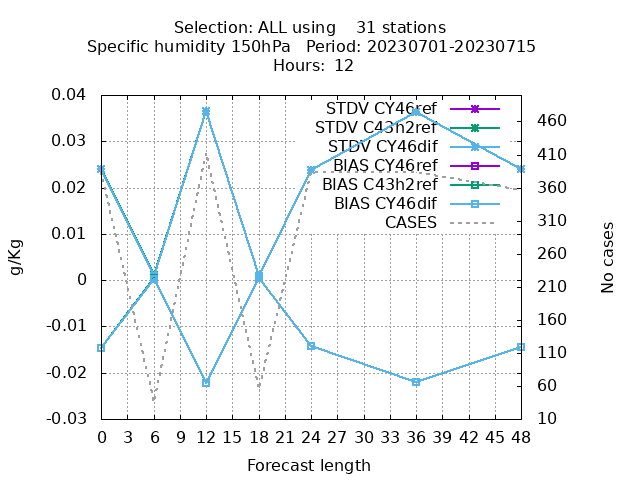 Selection: ALL using    31 stations
Specific humidity 150hPa   Period: 20230701-20230715
Hours:  12
0.04
0.03
0.02
0.01
0
-0.01
-0.02
-0.03
g/Kg
STDV CY46ref
STDV C43h2ref
STDV CY46dif
BIAS CY46ref
BIAS C43h2ref
BIAS CY46dif
CASES
460
410
360
310
260
210
160
110
60
10
No cases
0 3 6 9 12 15 18 21 24 27 30 33 36 39 42 45 48
Forecast length